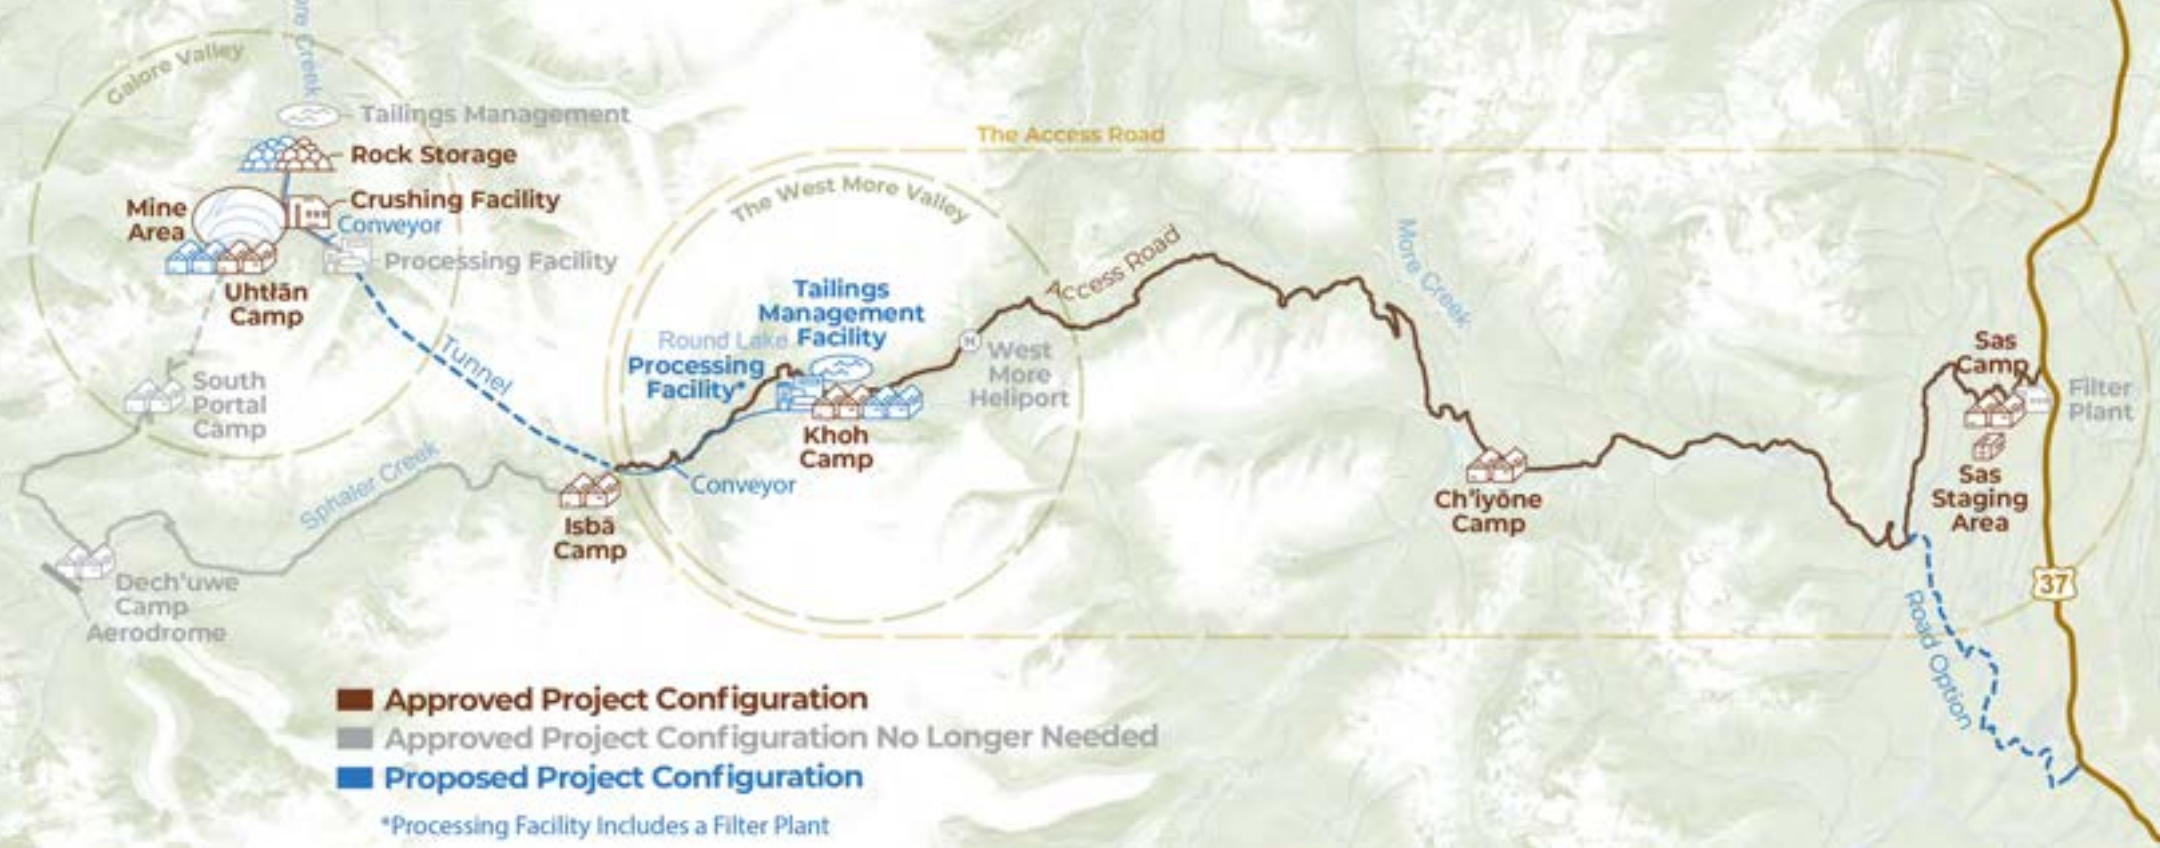 Galore Valley
Creek
Tailings Management
Rock Storage
Mine
Area
Crushing Facility
Conveyor
Processing Facility
Uhtłān
Camp
South
Portal
Camp
Tunnel
Sphaler Creek
Dech'uwe
Camp
Aerodrome
Isbā
Camp
The Access Road
The West More Valley
Tailings
Management
Facility
Round Lake
Processing
Facility*
Khoh
Camp
Conveyor
H
West
More
Heliport
Access Road
More Creek
Ch'iyōne
Camp
Sas
Camp
Filter
Plant
Sas
Staging
Area
37
Road Option
Approved Project Configuration
Approved Project Configuration No Longer Needed
Proposed Project Configuration
*Processing Facility Includes a Filter Plant